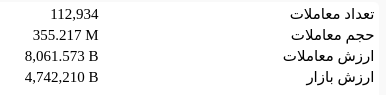 تعداد معاملات 112,934
حجم معاملات 355.217 M
ارزش معاملات 8,061.573 B
ارزش بازار 4,742,210 B